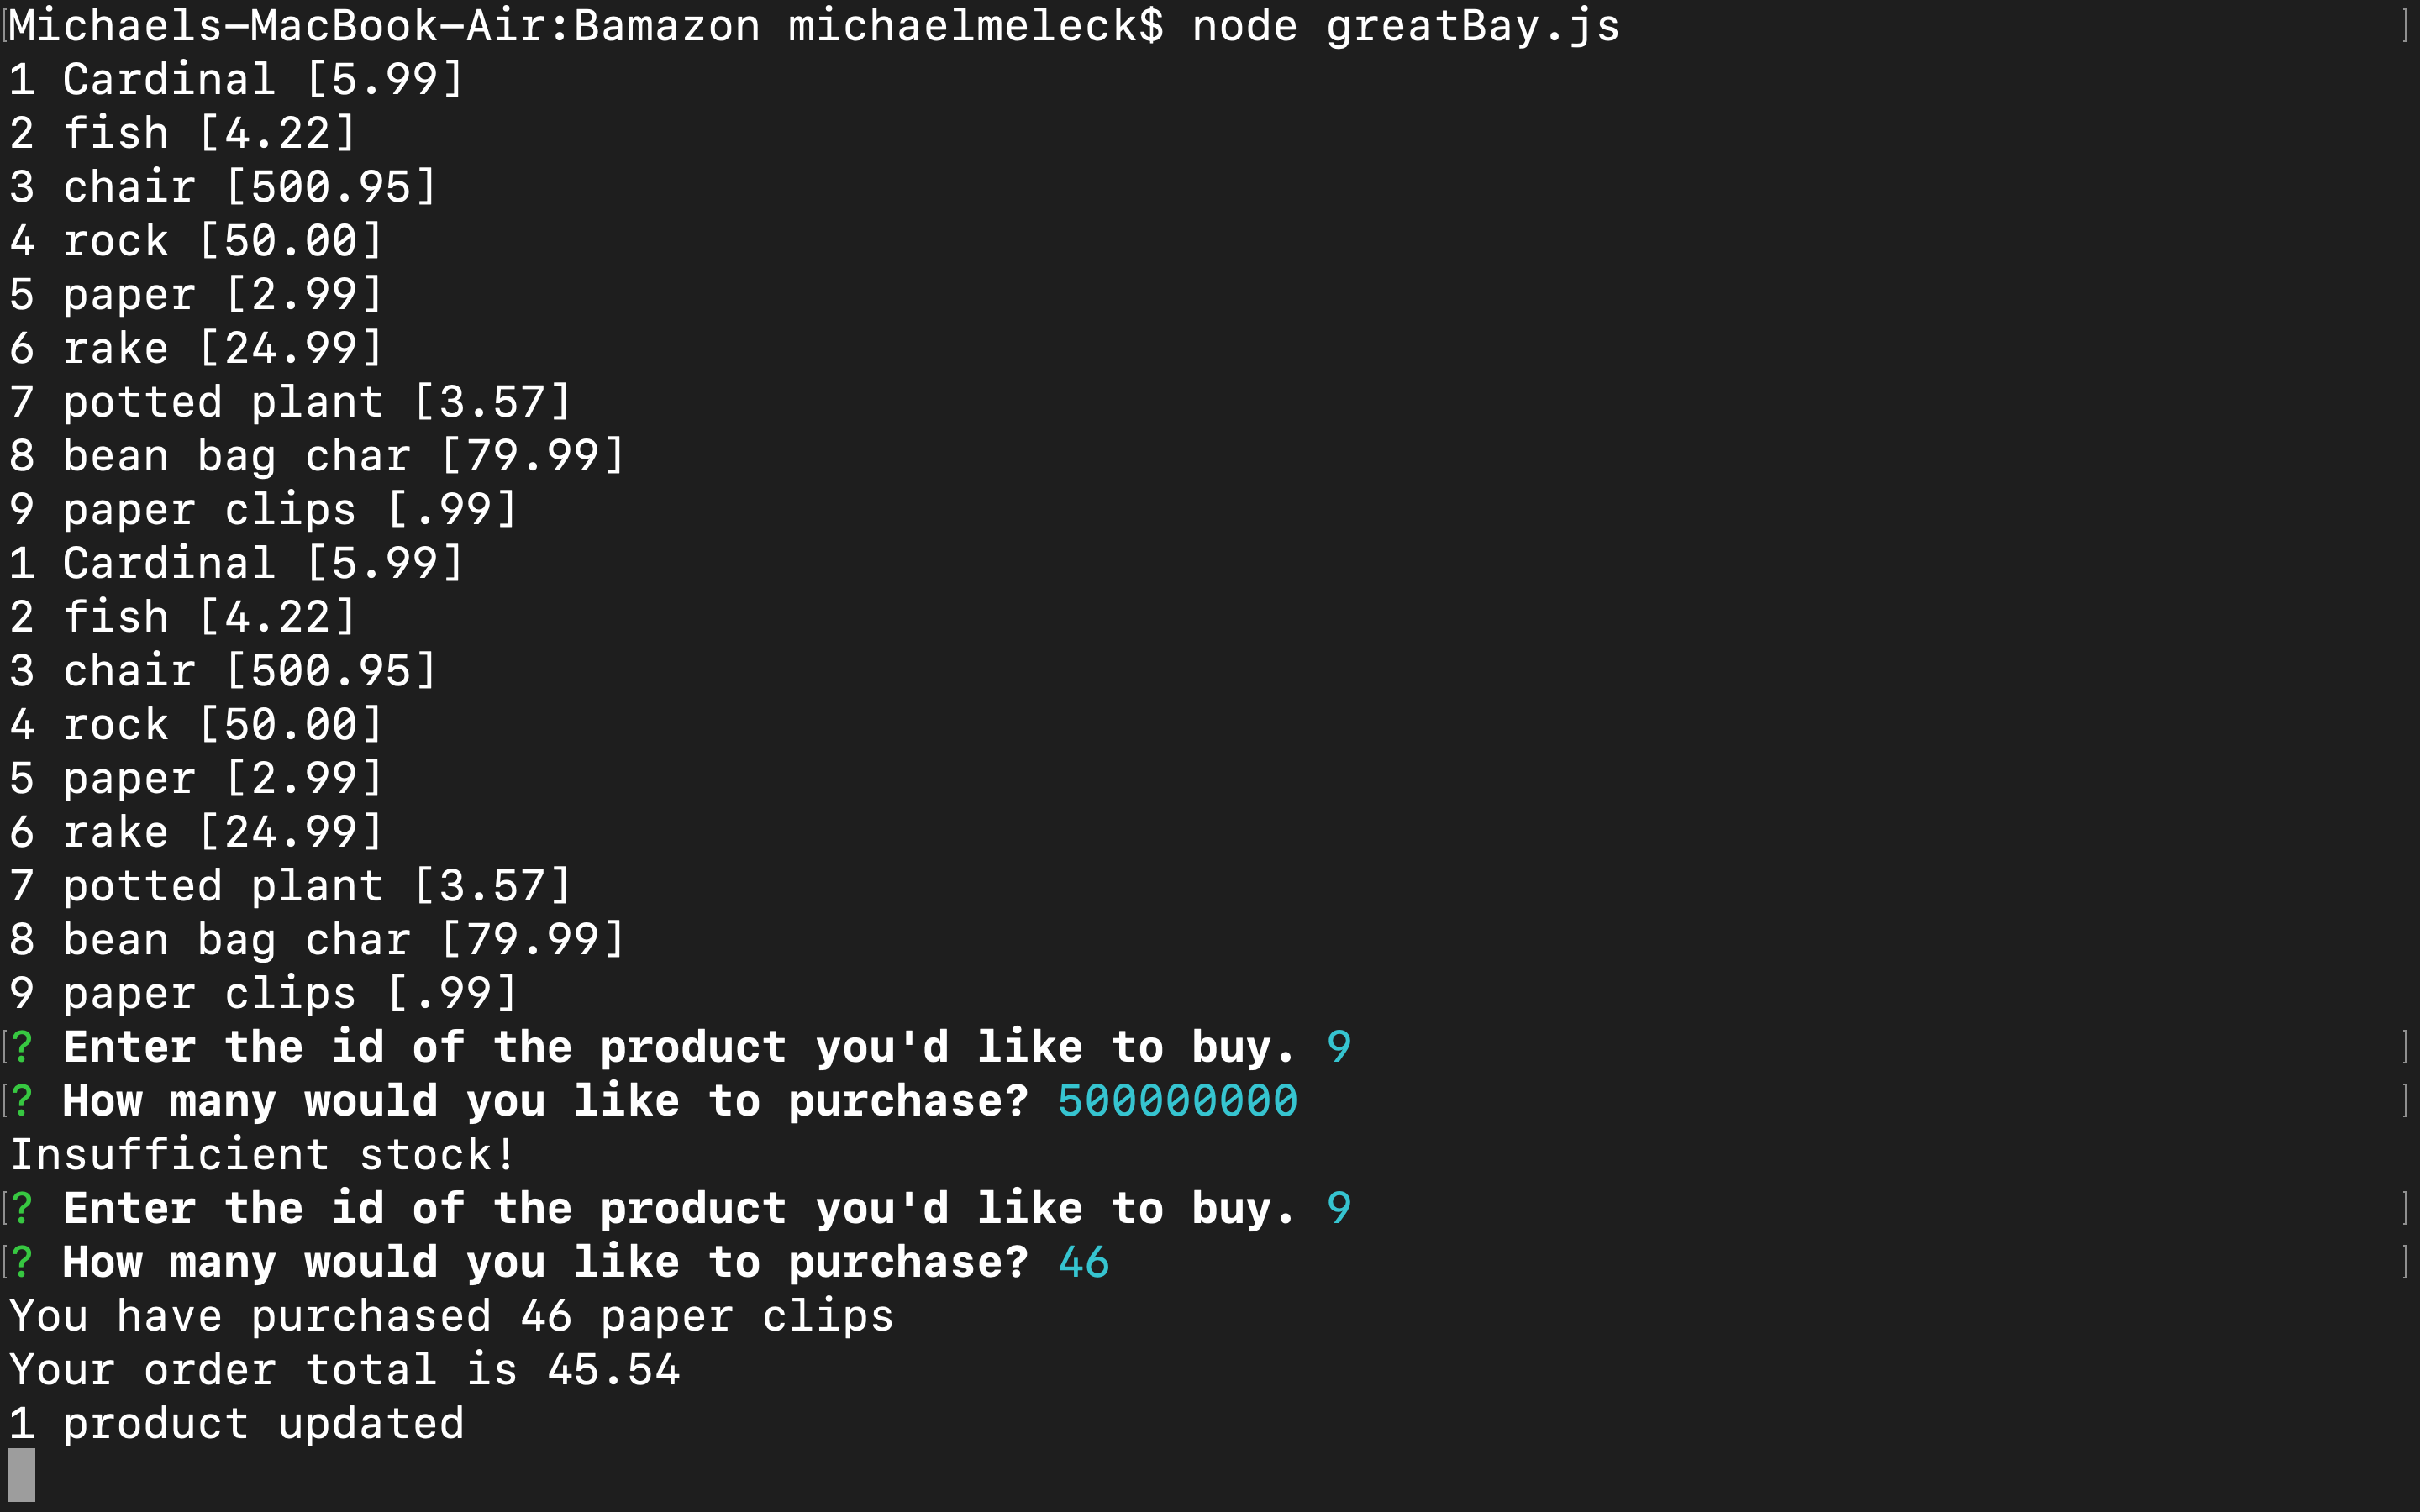 Michaels-MacBook-Air:Bamazon michaelmeleck$ node greatBay.js
1 Cardinal [5.99]
2 fish [4.22]
3 chair [500.95]
4 rock [50.00]
5 paper [2.99]
6 rake [24.99]
7 potted plant [3.57]
8 bean bag char [79.99]
9 paper clips [.99]
1 Cardinal [5.99]
2 fish [4.22]
3 chair [500.95]
4 rock [50.00]
5 paper [2.99]
6 rake [24.99]
7 potted plant [3.57]
8 bean bag char [79.99]
9 paper clips [.99]
? Enter the id of the product you'd like to buy. 9
? How many would you like to purchase? 500000000
Insufficient stock!
? Enter the id of the product you'd like to buy. 9
? How many would you like to purchase? 46
You have purchased 46 paper clips
Your order total is 45.54
1 product updated